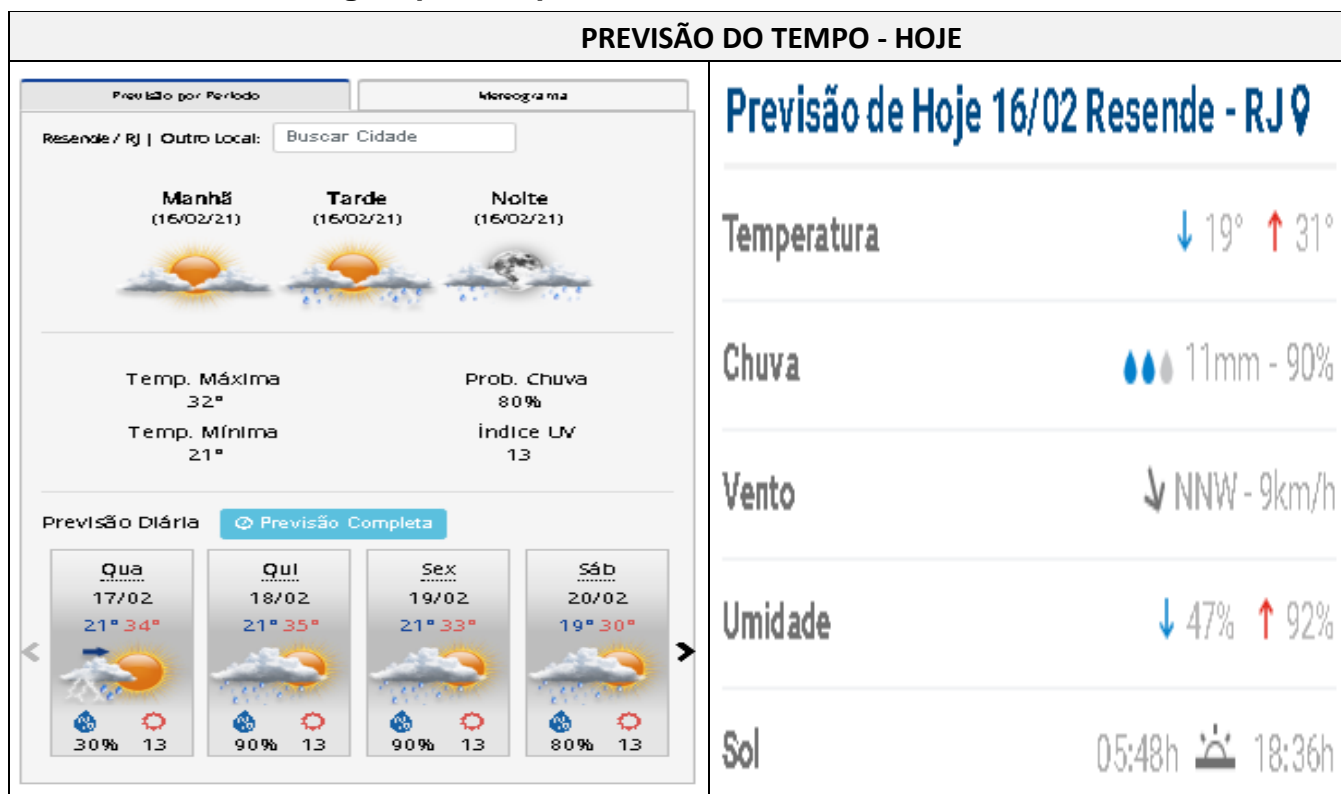 PREVISÃO DO TEMPO - HOJE
Previsão por Período
Meteograma
Resende / RJ | Outro Local: Buscar Cidade
Manhã Tarde Noite
(16/02/21) (16/02/21) (16/02/21)
Temp. Máxima Prob. Chuva
32° 80%
Temp. Mínima Índice UV
21° 13
Previsão Diária Previsão Completa
Qua Qui Sex Sáb
17/02 18/02 19/02 20/02
21° 34° 21° 35° 21° 33° 19° 30°
30% 13 90% 13 90% 13 80% 13
Previsão de Hoje 16/02 Resende - RJ
Temperatura ↓ 19° ↑ 31°
Chuva 11mm - 90%
Vento NNW - 9km/h
Umidade ↓ 47% ↑ 92%
Sol 05:48h 18:36h